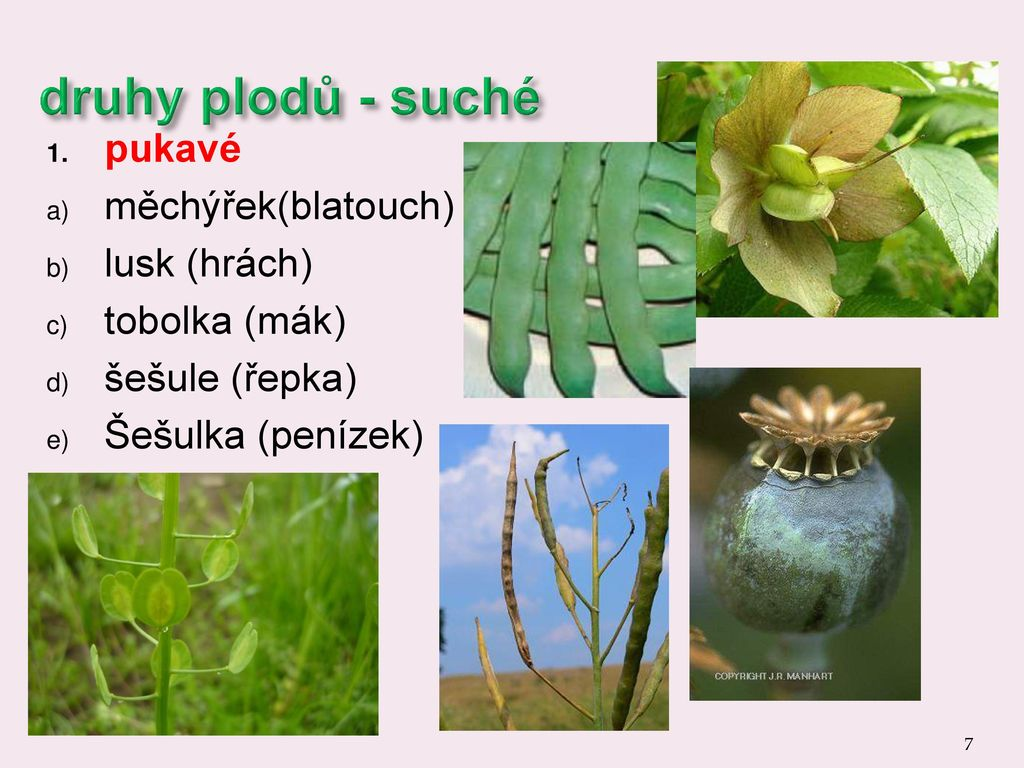 druhy plodů - suché
1. pukavé
a) měchýřek(blatouch)
b) lusk (hrách)
c) tobolka (mák)
d) šešule (řepka)
e) Šešulka (penízek)
COPYRIGHT J.R. MANHART
7